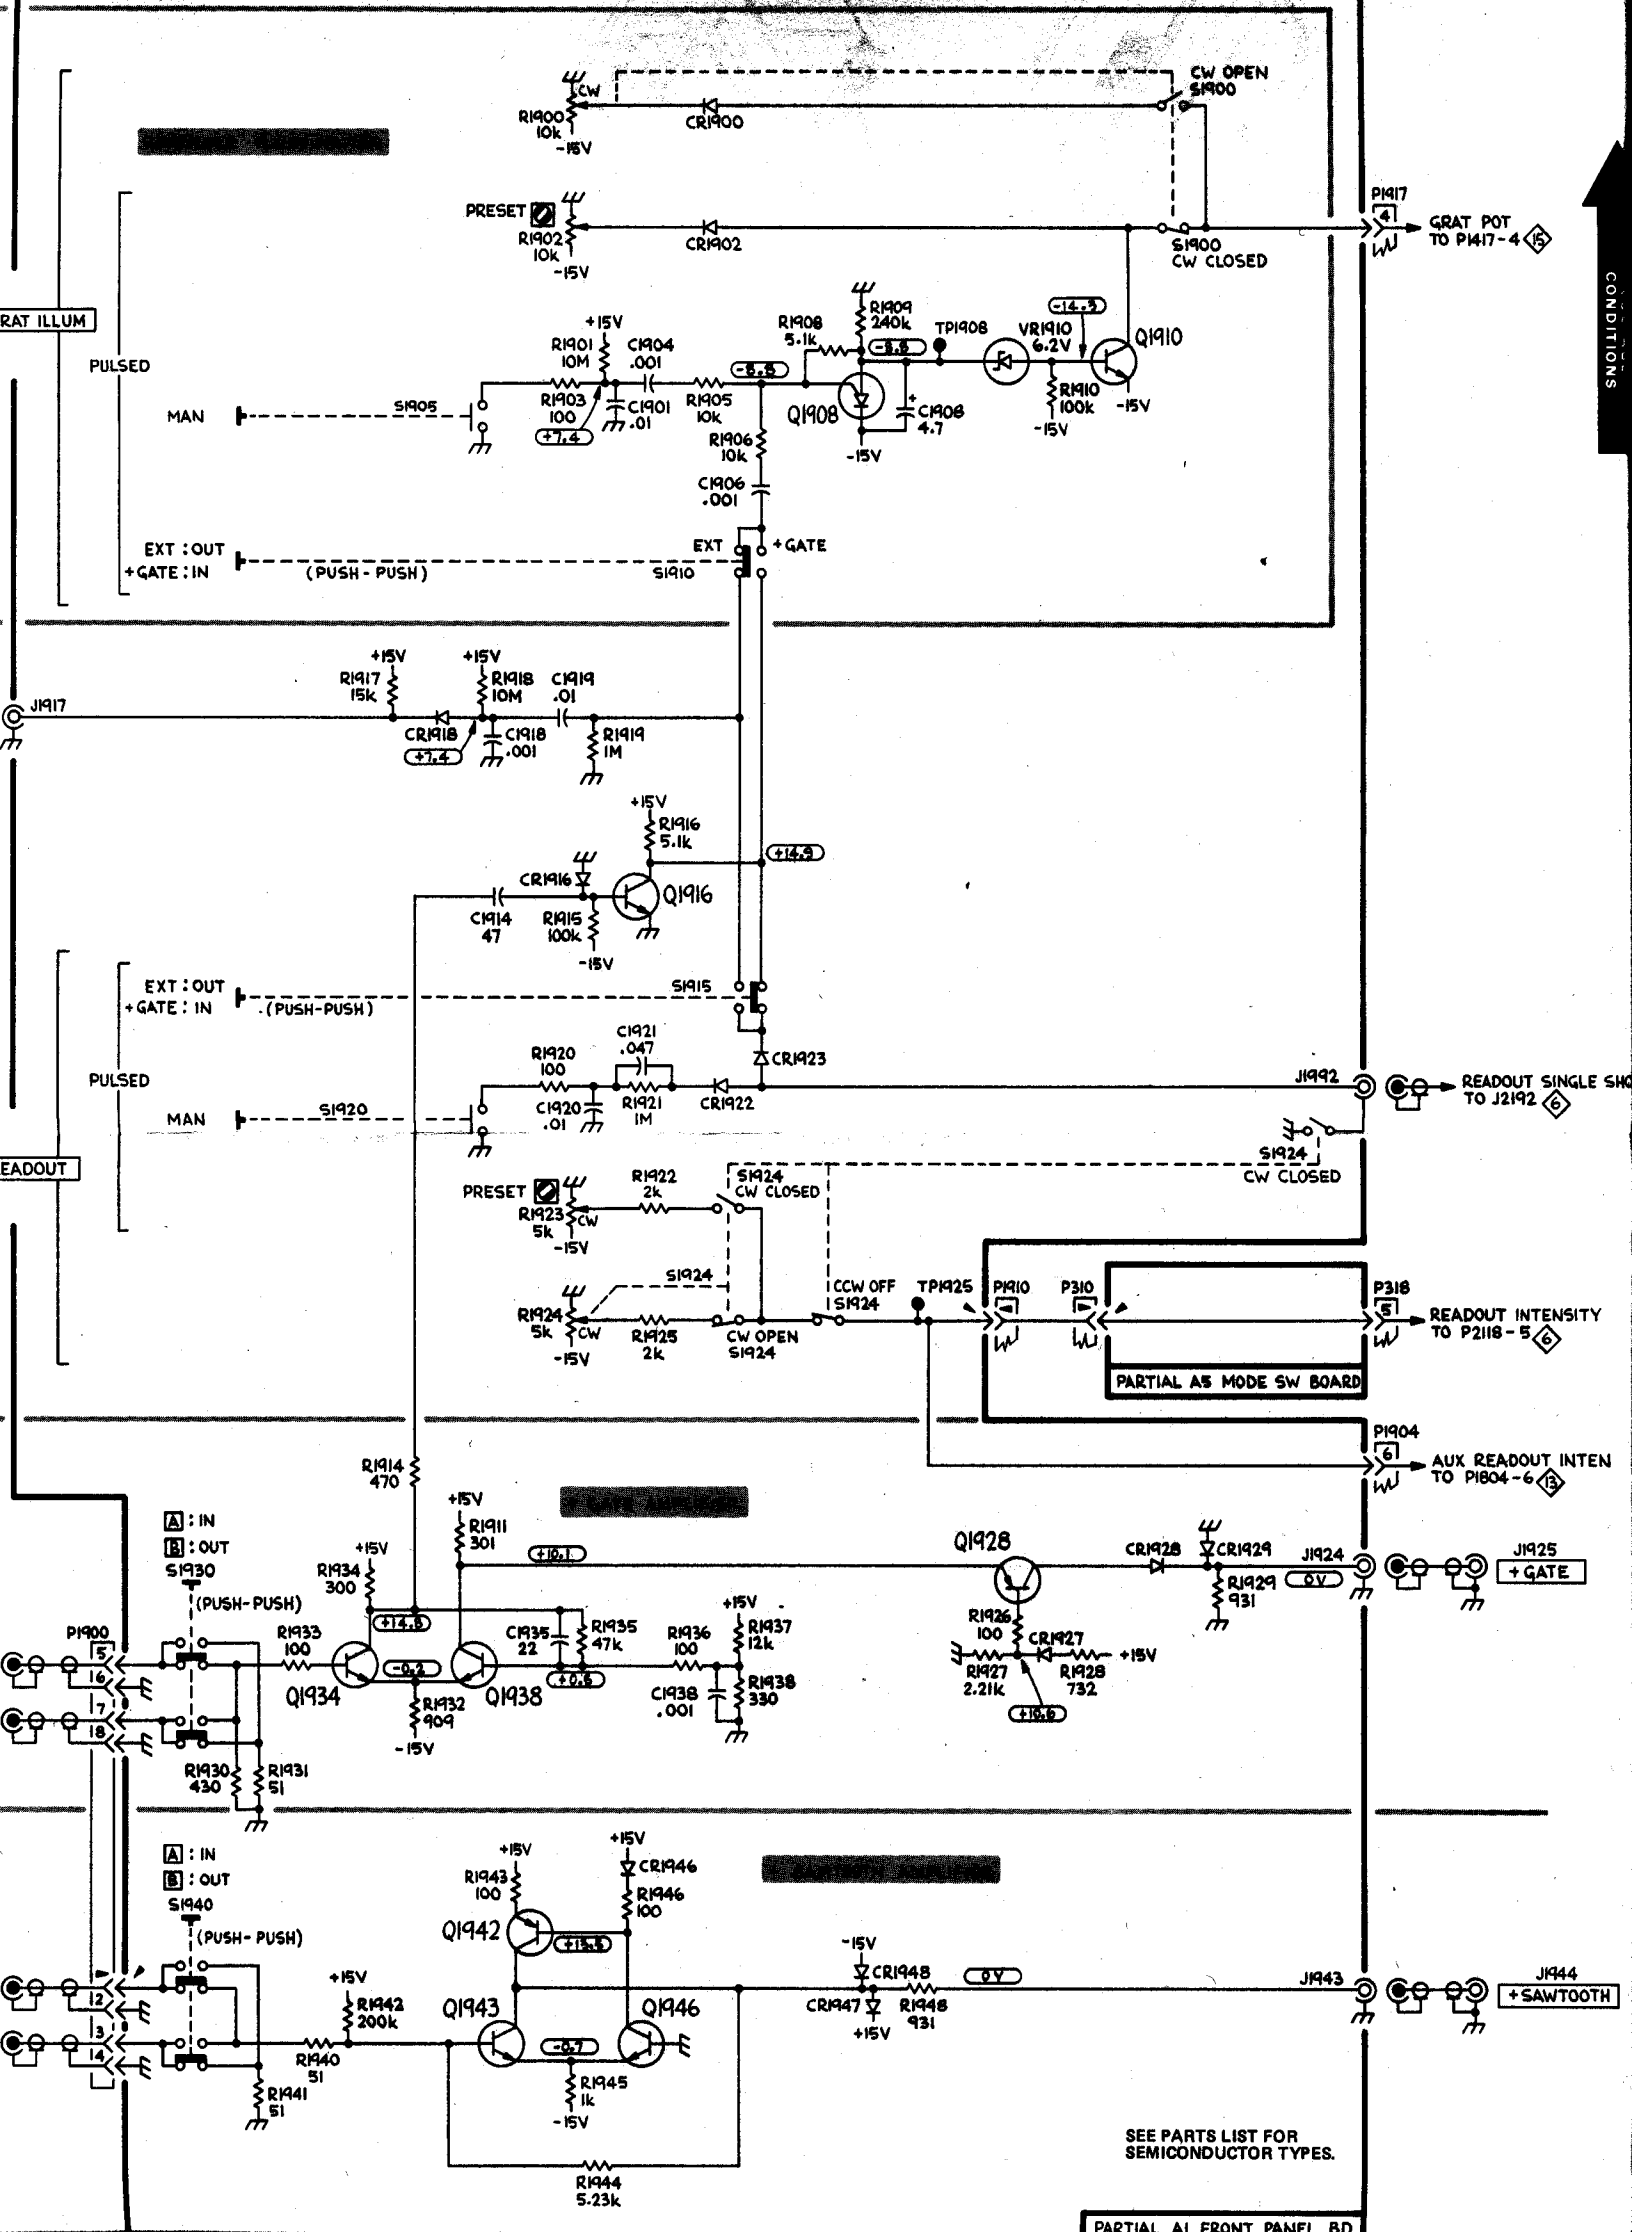 CW OPEN
S1900
CW
R1900
10k
-15V
CR1900
PRESET
R1902
10k
-15V
CR1902
S1900
CW CLOSED
P1917
4
GRAT POT
TO P1417-4 15
CONDITIONS
RAT ILLUM
PULSED
+15V
R1901
10M
C1904
.001
R1908
5.1k
R1909
240k
TP1908
VR1910
6.2V
-14.3
Q1910
MAN
S1905
R1903
100
+7.4
C1901
.01
R1905
10k
Q1908
-15V
C1908
4.7
R1910
100k
-15V
-15V
R1906
10k
C1906
.001
EXT : OUT
+GATE : IN
(PUSH-PUSH)
S1910
EXT
+GATE
J1917
+15V
R1917
15k
+15V
R1918
10M
C1919
.01
CR1918
+7.4
C1918
.001
R1919
1M
+15V
R1916
5.1k
+14.9
CR1916
Q1916
C1914
47
R1915
100k
-15V
EXT : OUT
+GATE : IN
(PUSH-PUSH)
S1915
PULSED
C1921
.047
R1920
100
CR1923
C1920
.01
R1921
1M
CR1922
MAN
S1920
J1992
READOUT SINGLE SHO
TO J2192 6
S1924
CW CLOSED
EADOUT
PRESET
R1923
5k
CW
-15V
R1922
2k
S1924
CW CLOSED
S1924
R1924
5k
CW
-15V
R1925
2k
CW OPEN
S1924
CCW OFF
S1924
TP1925
P1910
P310
P318
5
READOUT INTENSITY
TO P2118-5 6
PARTIAL A5 MODE SW BOARD
P1904
6
AUX READOUT INTEN
TO P1804-6 13
R1914
470
+ GATE AMPLIFIER
A : IN
B : OUT
S1930
(PUSH-PUSH)
+15V
R1934
300
+15V
R1911
301
+10.1
Q1928
CR1928
CR1929
R1929
931
J1924
0V
J1925
+GATE
P1900
5
6
7
8
R1933
100
Q1934
+14.8
-0.2
R1932
909
-15V
Q1938
C1935
22
R1935
47k
R1936
100
+15V
R1937
12k
C1938
.001
R1938
330
R1926
100
CR1927
+15V
R1927
2.21k
R1928
732
+10.6
R1930
430
R1931
51
A : IN
B : OUT
S1940
(PUSH-PUSH)
+15V
R1943
100
+15V
CR1946
R1946
100
Q1942
2
3
4
+15V
R1942
200k
R1940
51
R1941
51
Q1943
Q1946
-0.7
R1945
1k
-15V
-15V
CR1948
CR1947
+15V
R1948
931
0V
J1943
J1944
+SAWTOOTH
R1944
5.23k
SEE PARTS LIST FOR
SEMICONDUCTOR TYPES.
PARTIAL A1 FRONT PANEL BD